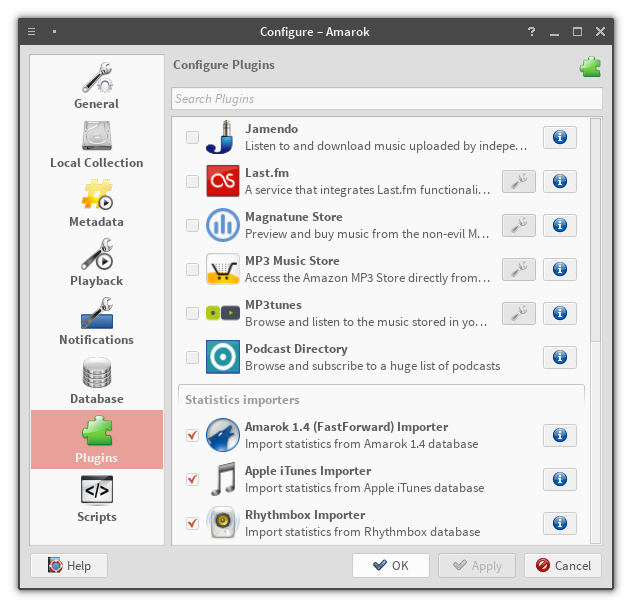 Configure – Amarok
General
Local Collection
Metadata
Playback
Notifications
Database
Plugins
Scripts
Configure Plugins
Search Plugins
Jamendo
Listen to and download music uploaded by indepe...
Last.fm
A service that integrates Last.fm functionali...
Magnatune Store
Preview and buy music from the non-evil M...
MP3 Music Store
Access the Amazon MP3 Store directly from...
MP3tunes
Browse and listen to the music stored in yo...
Podcast Directory
Browse and subscribe to a huge list of podcasts
Statistics importers
Amarok 1.4 (FastForward) Importer
Import statistics from Amarok 1.4 database
Apple iTunes Importer
Import statistics from Apple iTunes database
Rhythmbox Importer
Import statistics from Rhythmbox database
Help
OK
Apply
Cancel